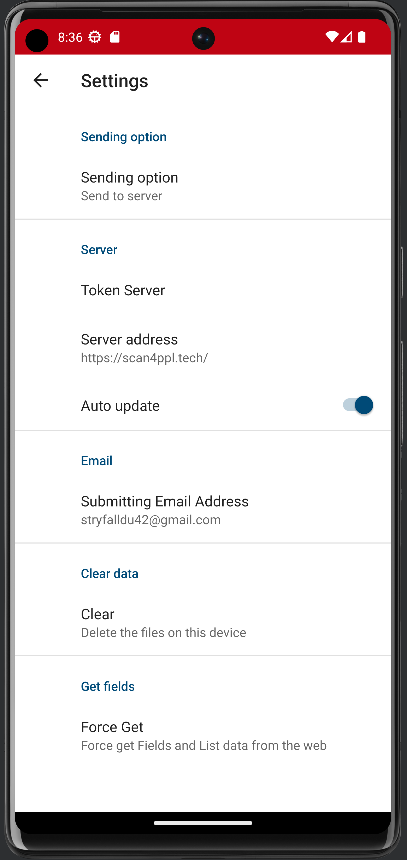 8:36
Settings
Sending option
Sending option
Send to server
Server
Token Server
Server address
https://scan4ppl.tech/
Auto update
Email
Submitting Email Address
stryfalldu42@gmail.com
Clear data
Clear
Delete the files on this device
Get fields
Force Get
Force get Fields and List data from the web